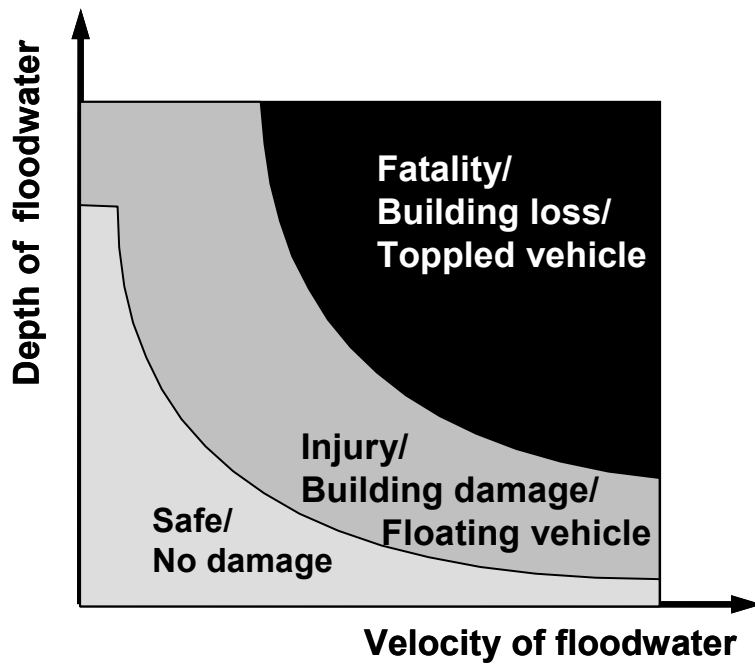 Depth of floodwater
Fatality/
Building loss/
Toppled vehicle
Injury/
Building damage/
Floating vehicle
Safe/
No damage
Velocity of floodwater